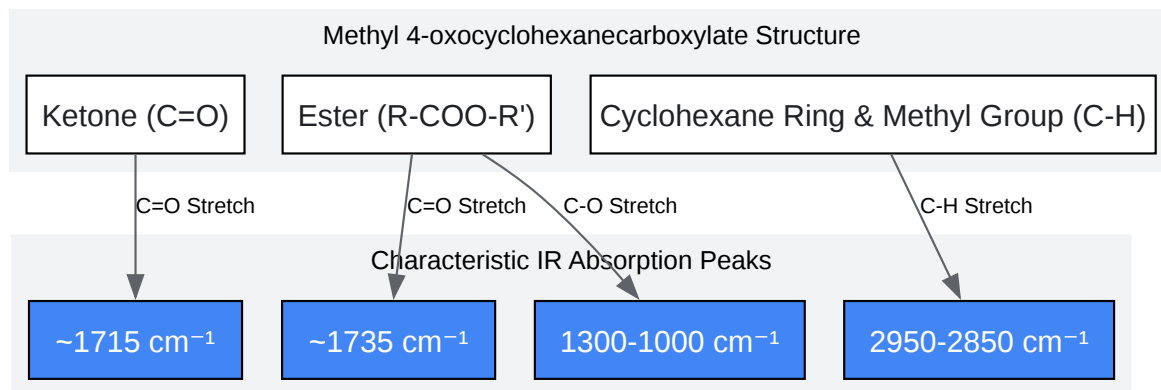 Methyl 4-oxocyclohexanecarboxylate Structure
Ketone (C=O)
Ester (R-COO-R')
Cyclohexane Ring & Methyl Group (C-H)
C=O Stretch
C=O Stretch
C-O Stretch
C-H Stretch
Characteristic IR Absorption Peaks
~1715 cm⁻¹
~1735 cm⁻¹
1300-1000 cm⁻¹
2950-2850 cm⁻¹